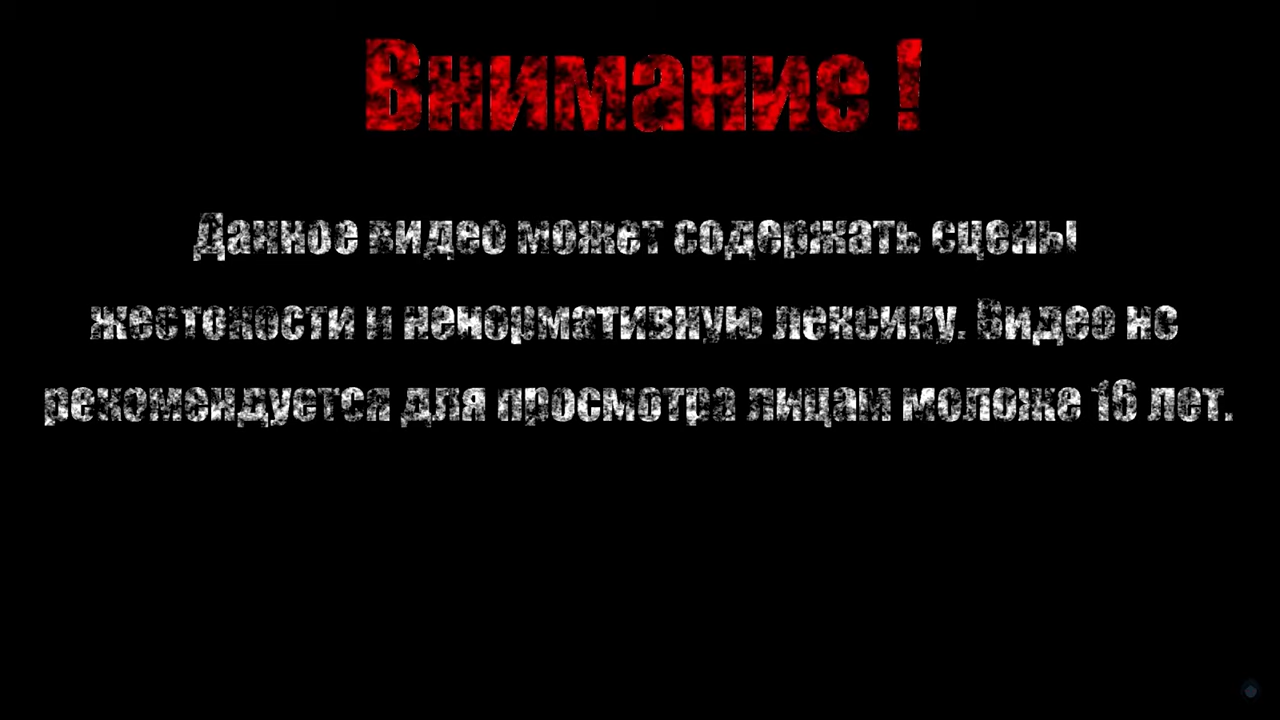 Внимание !
Данное видео может содержать сцены
жестокости и ненормативную лексику. Видео не
рекомендуется для просмотра лицам моложе 16 лет.